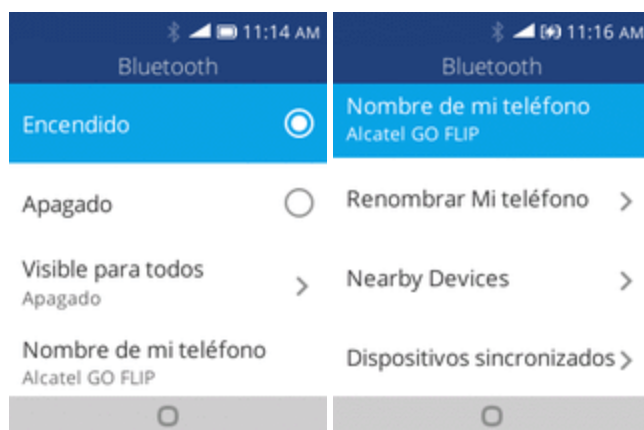 11:14 AM
Bluetooth
Encendido
Apagado
Visible para todos
Apagado
Nombre de mi teléfono
Alcatel GO FLIP
11:16 AM
Bluetooth
Nombre de mi teléfono
Alcatel GO FLIP
Renombrar Mi teléfono
Nearby Devices
Dispositivos sincronizados